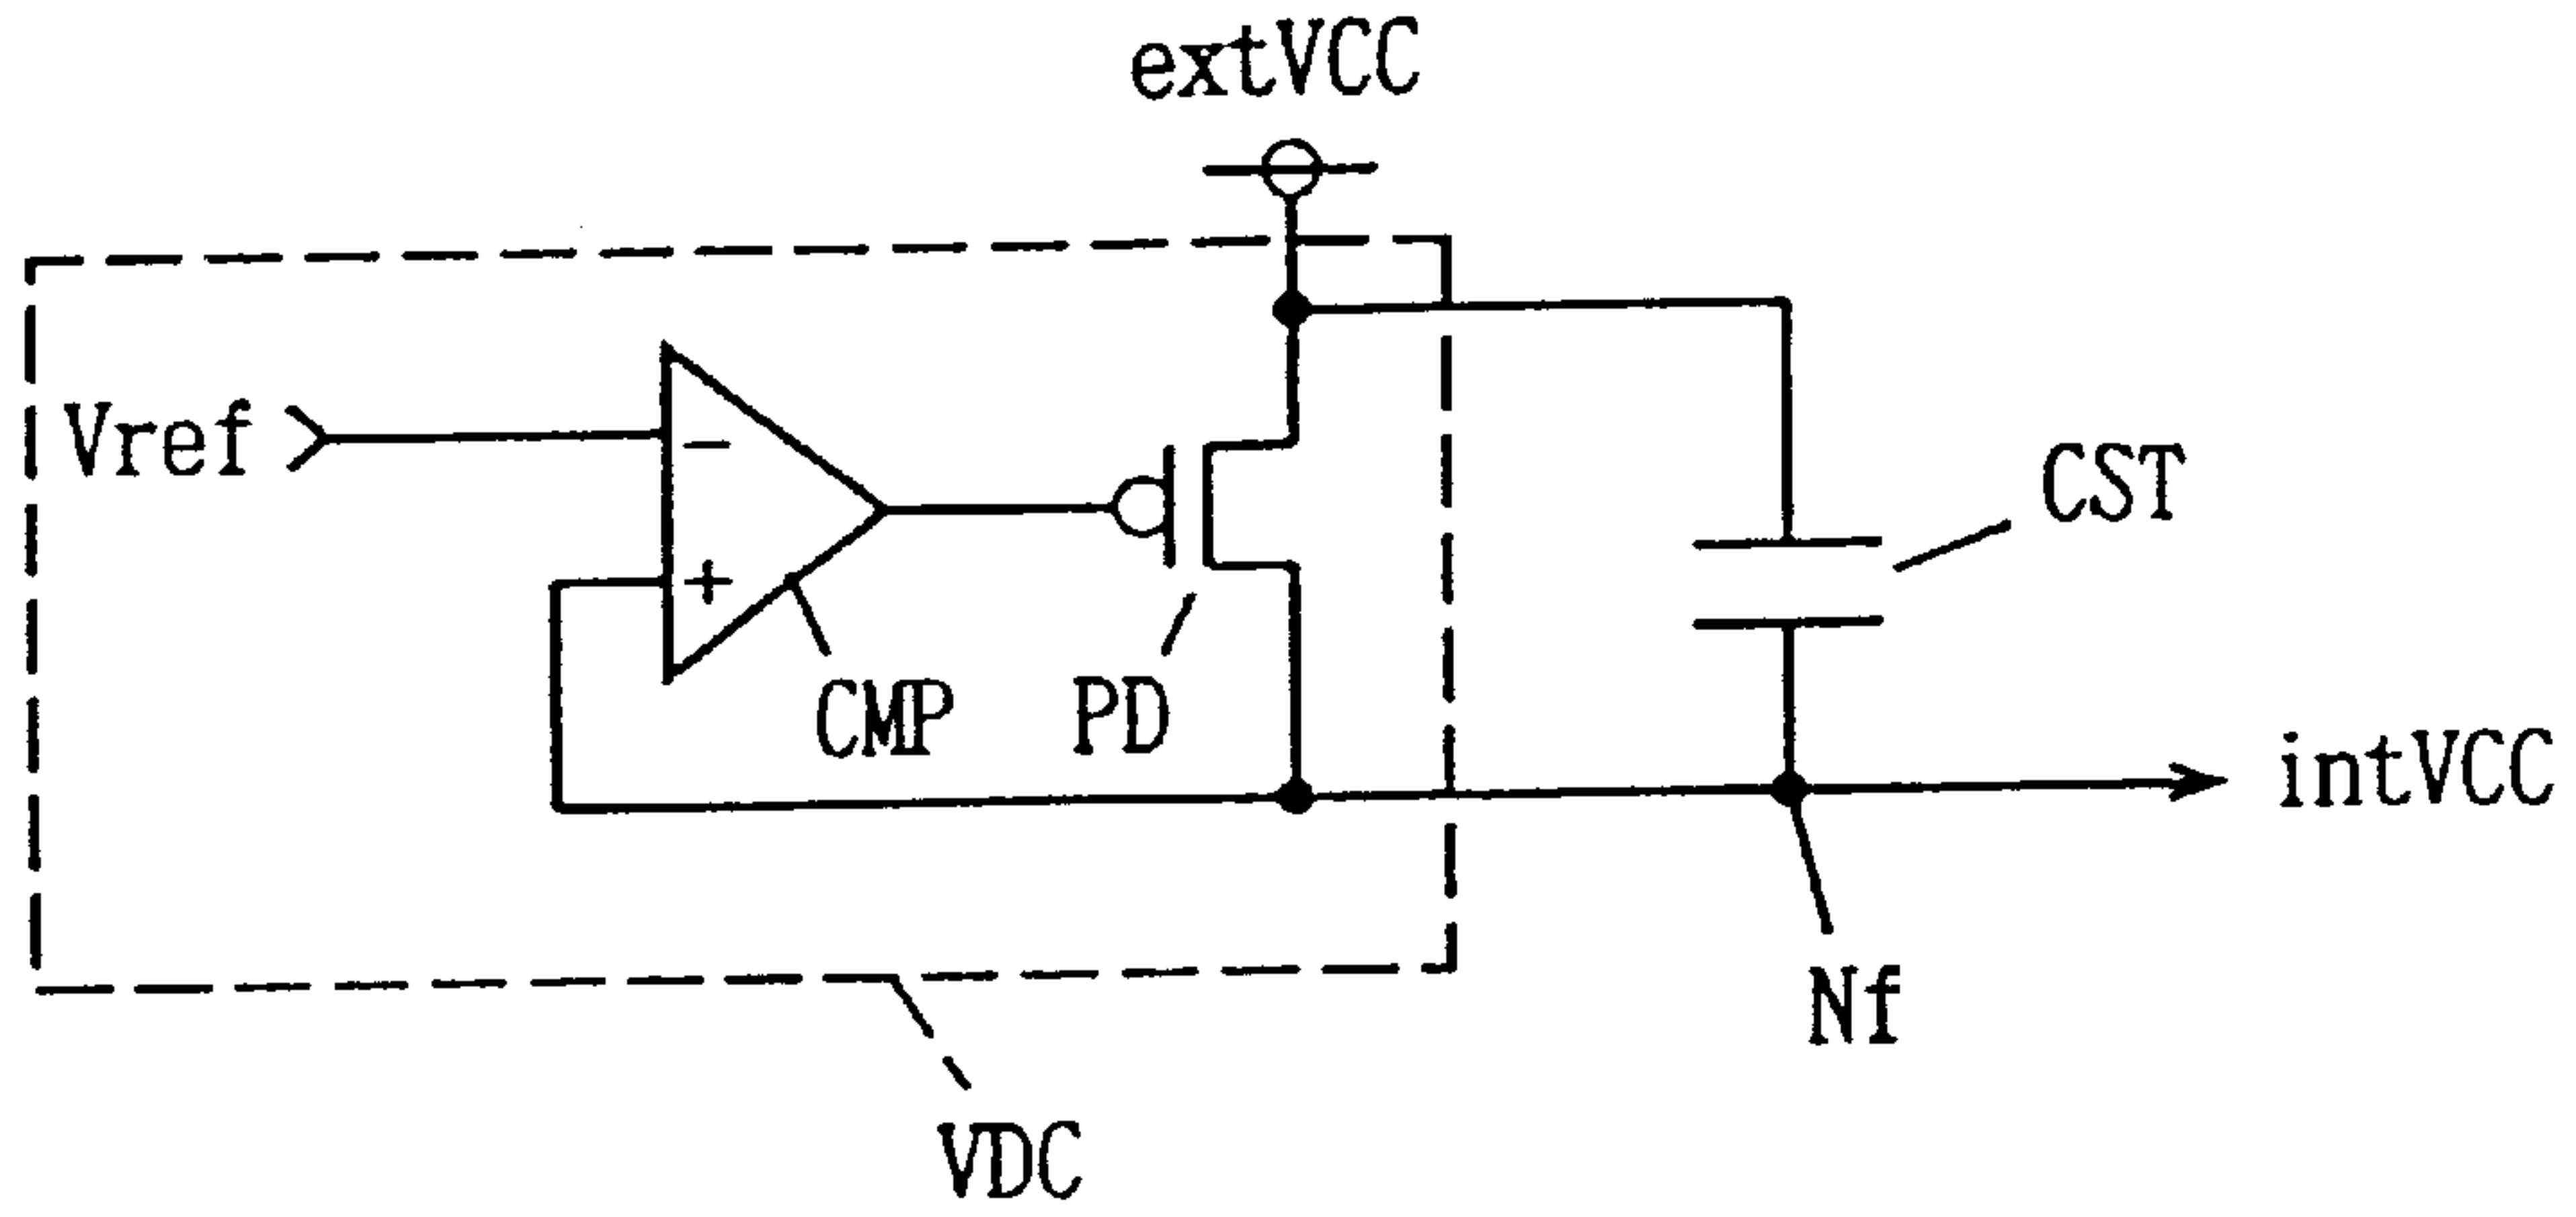 extVCC
Vref
−
+
CST
CMP
PD
intVCC
Nf
VDC